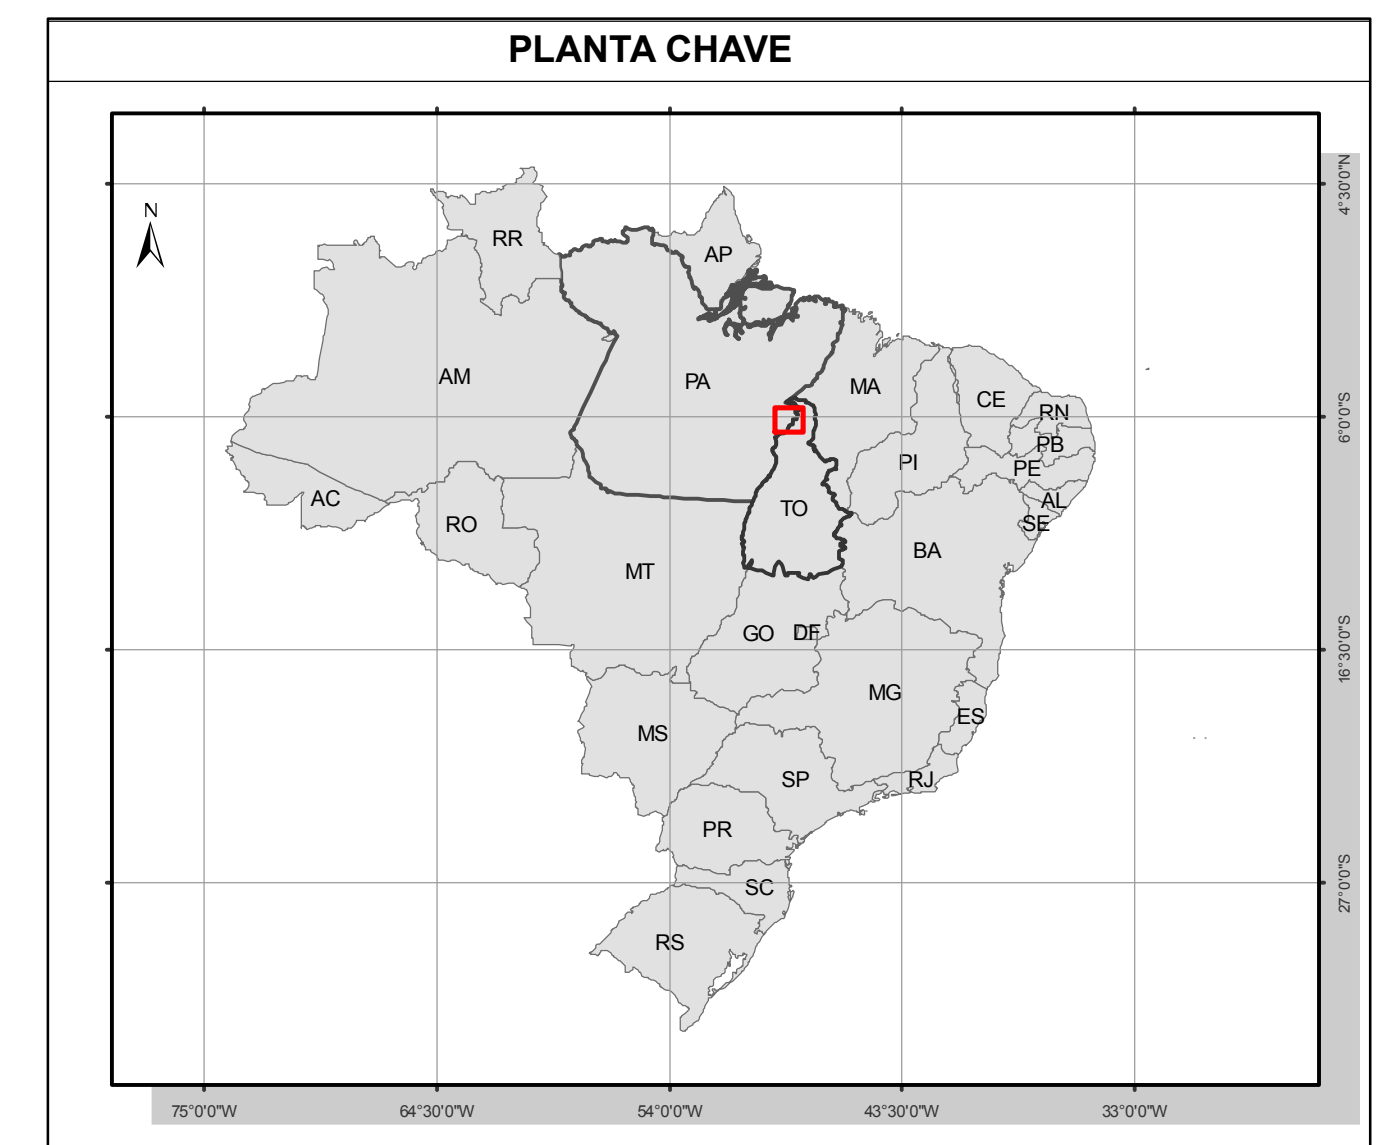 PLANTA CHAVE
4°30'0"N
N
RR
AP
AM
PA
MA
CE
RN
6°0'0"S
PB
PI
PE
AC
AL
TO
RO
SE
BA
MT
GO
DF
16°30'0"S
MG
ES
MS
SP
RJ
PR
27°0'0"S
SC
RS
75°0'0"W 64°30'0"W 54°0'0"W 43°30'0"W 33°0'0"W